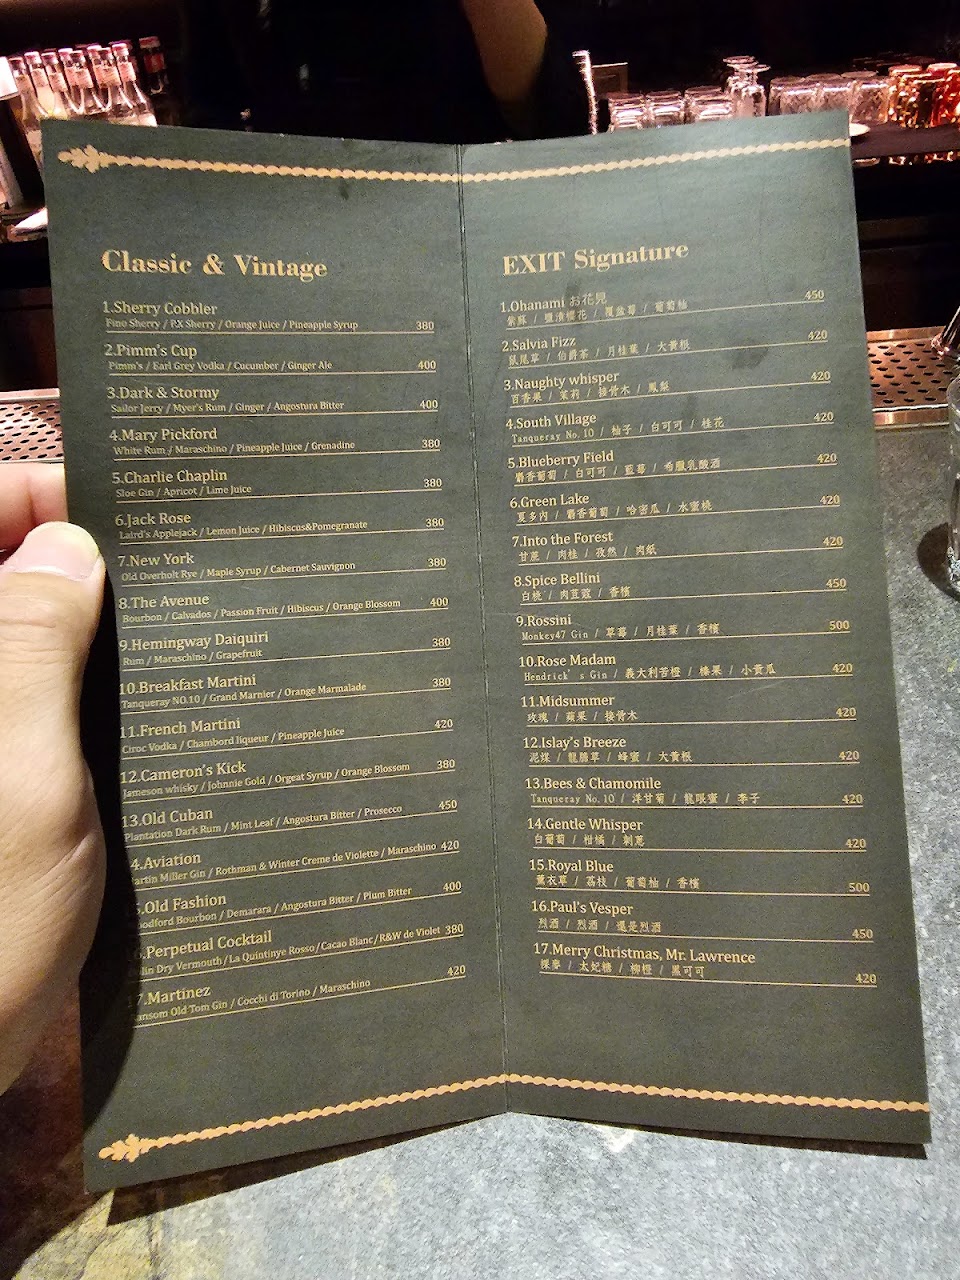 Classic & Vintage
1.Sherry Cobbler
Fino Sherry / P.X Sherry / Orange Juice / Pineapple Syrup 380
2.Pimm's Cup
Pimm's / Earl Grey Vodka / Cucumber / Ginger Ale 400
3.Dark & Stormy
Sailor Jerry / Myer's Rum / Ginger / Angostura Bitter 400
4.Mary Pickford
White Rum / Maraschino / Pineapple Juice / Grenadine 380
5.Charlie Chaplin
Sloe Gin / Apricot / Lime Juice 380
6.Jack Rose
Laird's Applejack / Lemon Juice / Hibiscus&Pomegranate 380
7.New York
Old Overholt Rye / Maple Syrup / Cabernet Sauvignon 380
8.The Avenue
Bourbon / Calvados / Passion Fruit / Hibiscus / Orange Blossom 400
9.Hemingway Daiquiri
Rum / Maraschino / Grapefruit 380
10.Breakfast Martini
Tanqueray NO.10 / Grand Marnier / Orange Marmalade 380
11.French Martini
Ciroc Vodka / Chambord liqueur / Pineapple Juice 420
12.Cameron's Kick
Jameson whisky / Johnnie Gold / Orgeat Syrup / Orange Blossom 380
13.Old Cuban
Plantation Dark Rum / Mint Leaf / Angostura Bitter / Prosecco 450
4.Aviation
artin Miller Gin / Rothman & Winter Creme de Violette / Maraschino 420
.Old Fashion
odford Bourbon / Demarara / Angostura Bitter / Plum Bitter 400
.Perpetual Cocktail
lin Dry Vermouth / La Quintinye Rosso / Cacao Blanc / R&W de Violet 380
17.Martinez
ansom Old Tom Gin / Cocchi di Torino / Maraschino 420
EXIT Signature
1.Ohanami お花見
紫蘇 / 鹽漬櫻花 / 覆盆莓 / 葡萄柚 450
2.Salvia Fizz
鼠尾草 / 伯爵茶 / 月桂葉 / 大黃根 420
3.Naughty whisper
百香果 / 茉莉 / 接骨木 / 鳳梨 420
4.South Village
Tanqueray No.10 / 柚子 / 白可可 / 桂花 420
5.Blueberry Field
麝香葡萄 / 白可可 / 藍莓 / 希臘乳酸酒 420
6.Green Lake
夏多內 / 麝香葡萄 / 哈密瓜 / 水蜜桃 420
7.Into the Forest
甘蔗 / 肉桂 / 孜然 / 肉紙 420
8.Spice Bellini
白桃 / 肉荳蔻 / 香檳 450
9.Rossini
Monkey47 Gin / 草莓 / 月桂葉 / 香檳 500
10.Rose Madam
Hendrick's Gin / 義大利苦橙 / 榛果 / 小黃瓜 420
11.Midsummer
玫瑰 / 蘋果 / 接骨木 420
12.Islay's Breeze
泥煤 / 龍膽草 / 蜂蜜 / 大黃根 420
13.Bees & Chamomile
Tanqueray No.10 / 洋甘菊 / 龍眼蜜 / 李子 420
14.Gentle Whisper
白葡萄 / 柑橘 / 刺蔥 420
15.Royal Blue
薰衣草 / 荔枝 / 葡萄柚 / 香檳 500
16.Paul's Vesper
烈酒 / 烈酒 / 還是烈酒 450
17.Merry Christmas, Mr. Lawrence
裸麥 / 太妃糖 / 柳橙 / 黑可可 420